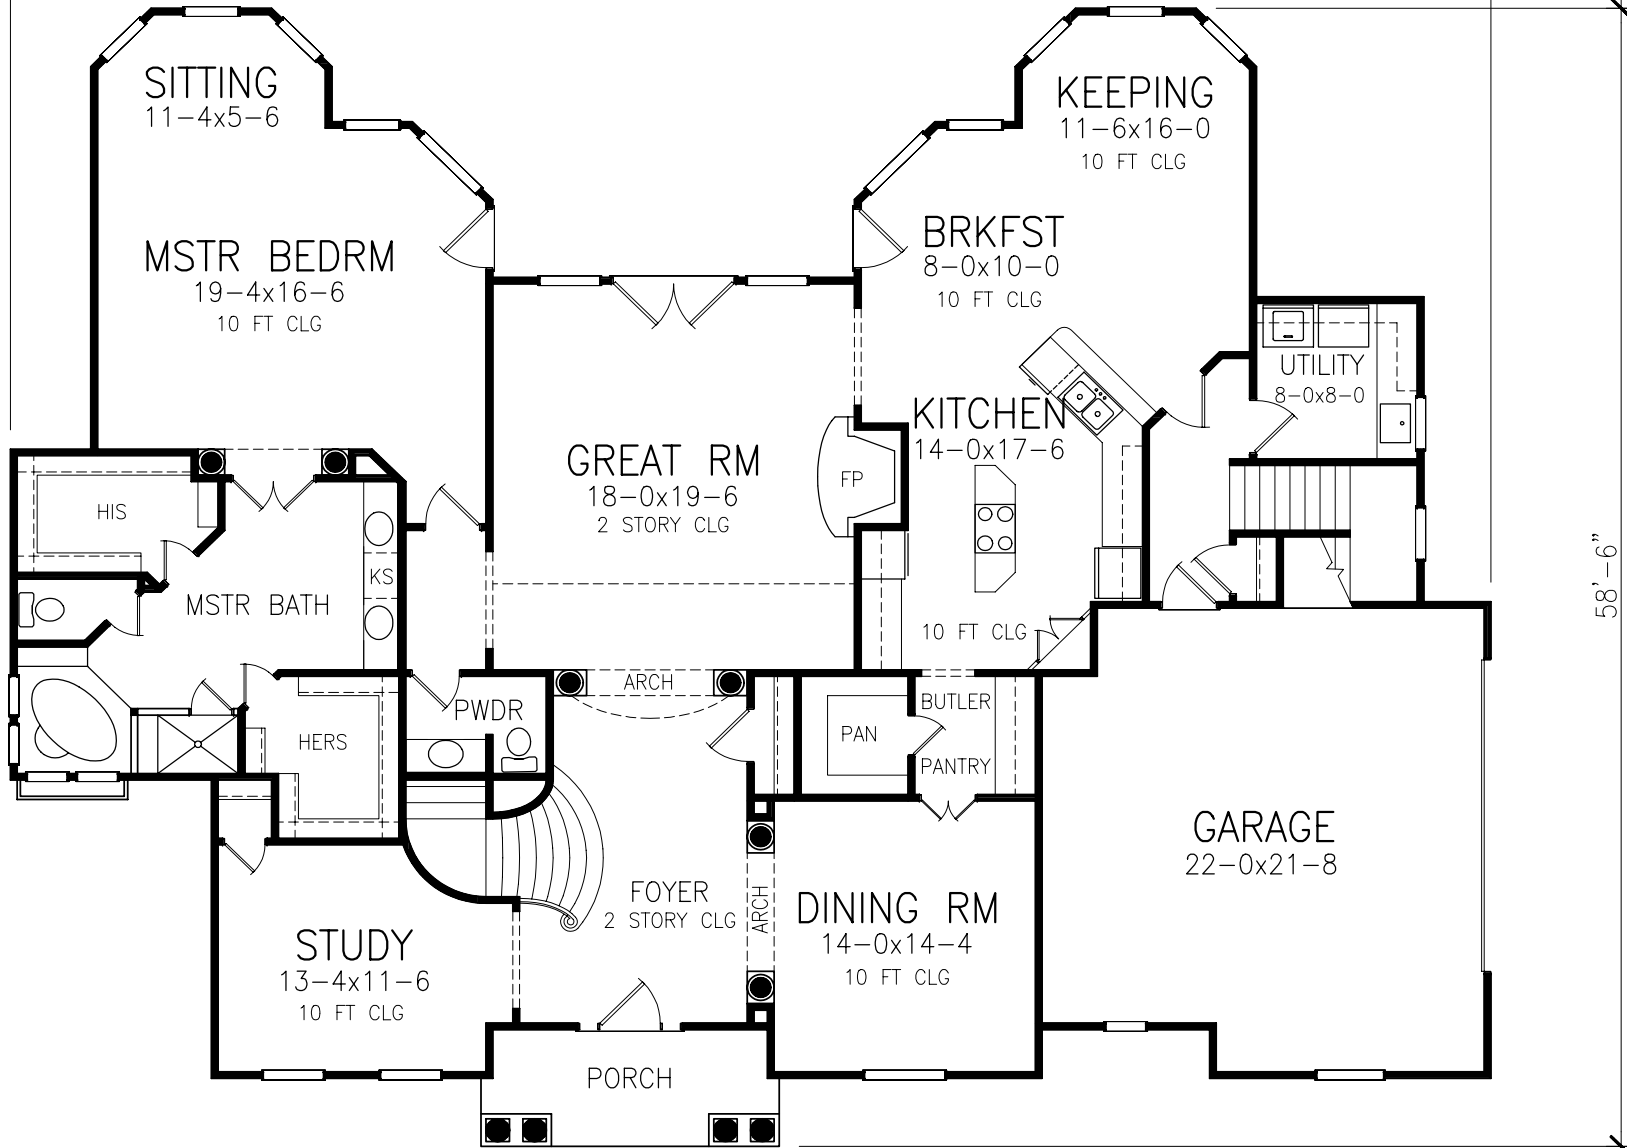 SITTING
11-4x5-6
KEEPING
11-6x16-0
10 FT CLG
MSTR BEDRM
19-4x16-6
10 FT CLG
BRKFST
8-0x10-0
10 FT CLG
UTILITY
8-0x8-0
KITCHEN
14-0x17-6
GREAT RM
18-0x19-6
2 STORY CLG
FP
HIS
KS
MSTR BATH
10 FT CLG
58'-6"
ARCH
PWDR
HERS
BUTLER
PANTRY
PAN
GARAGE
22-0x21-8
FOYER
2 STORY CLG
ARCH
DINING RM
14-0x14-4
10 FT CLG
STUDY
13-4x11-6
10 FT CLG
PORCH